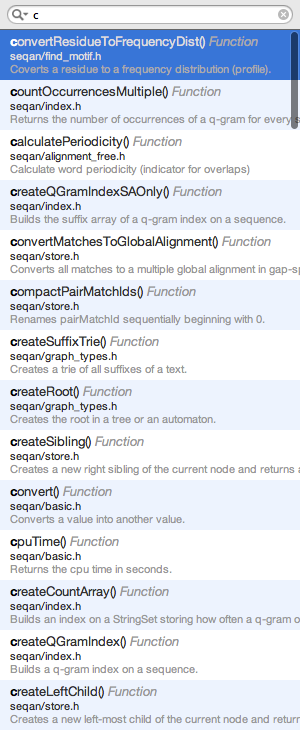 c
convertResidueToFrequencyDist() Function
seqan/find_motif.h
Coverts a residue to a frequency distribution (profile).
countOccurrencesMultiple() Function
seqan/index.h
Returns the number of occurrences of a q-gram for every s
calculatePeriodicity() Function
seqan/alignment_free.h
Calculate word periodicity (indicator for overlaps)
createQGramIndexSAOnly() Function
seqan/index.h
Builds the suffix array of a q-gram index on a sequence.
convertMatchesToGlobalAlignment() Function
seqan/store.h
Converts all matches to a multiple global alignment in gap-sp
compactPairMatchIds() Function
seqan/store.h
Renames pairMatchId sequentially beginning with 0.
createSuffixTrie() Function
seqan/graph_types.h
Creates a trie of all suffixes of a text.
createRoot() Function
seqan/graph_types.h
Creates the root in a tree or an automaton.
createSibling() Function
seqan/store.h
Creates a new right sibling of the current node and returns a
convert() Function
seqan/basic.h
Converts a value into another value.
cpuTime() Function
seqan/basic.h
Returns the cpu time in seconds.
createCountArray() Function
seqan/index.h
Builds an index on a StringSet storing how often a q-gram o
createQGramIndex() Function
seqan/index.h
Builds a q-gram index on a sequence.
createLeftChild() Function
seqan/store.h
Creates a new left-most child of the current node and return